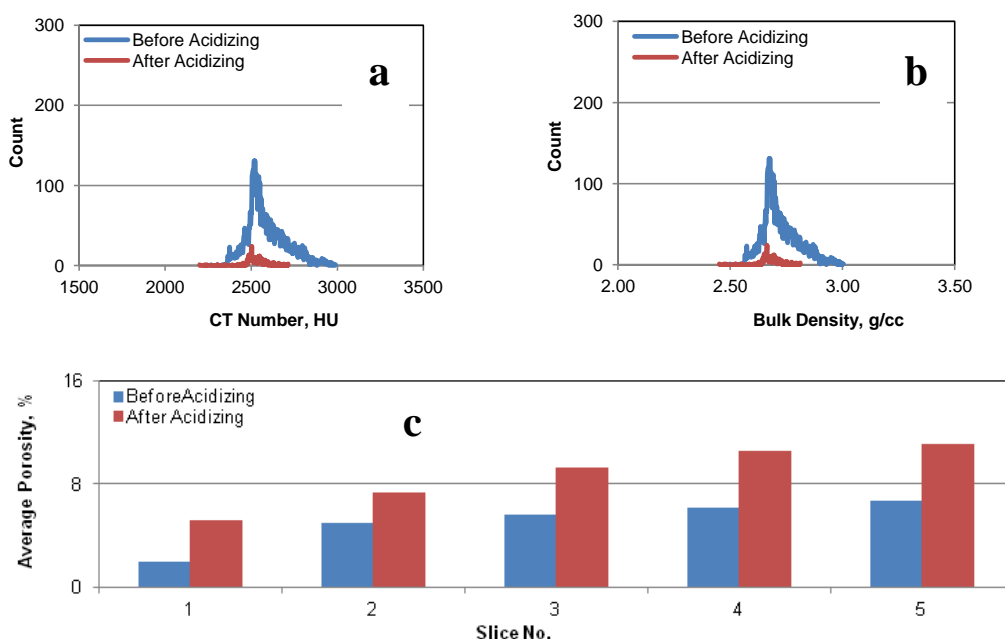 300
Before Acidizing
After Acidizing
a
200
Count
100
0
1500 2000 2500 3000 3500
CT Number, HU
300
Before Acidizing
After Acidizing
b
200
Count
100
0
2.00 2.50 3.00 3.50
Bulk Density, g/cc
16
BeforeAcidizing
After Acidizing
c
Average Porosity, %
8
0
1 2 3 4 5
Slice No.